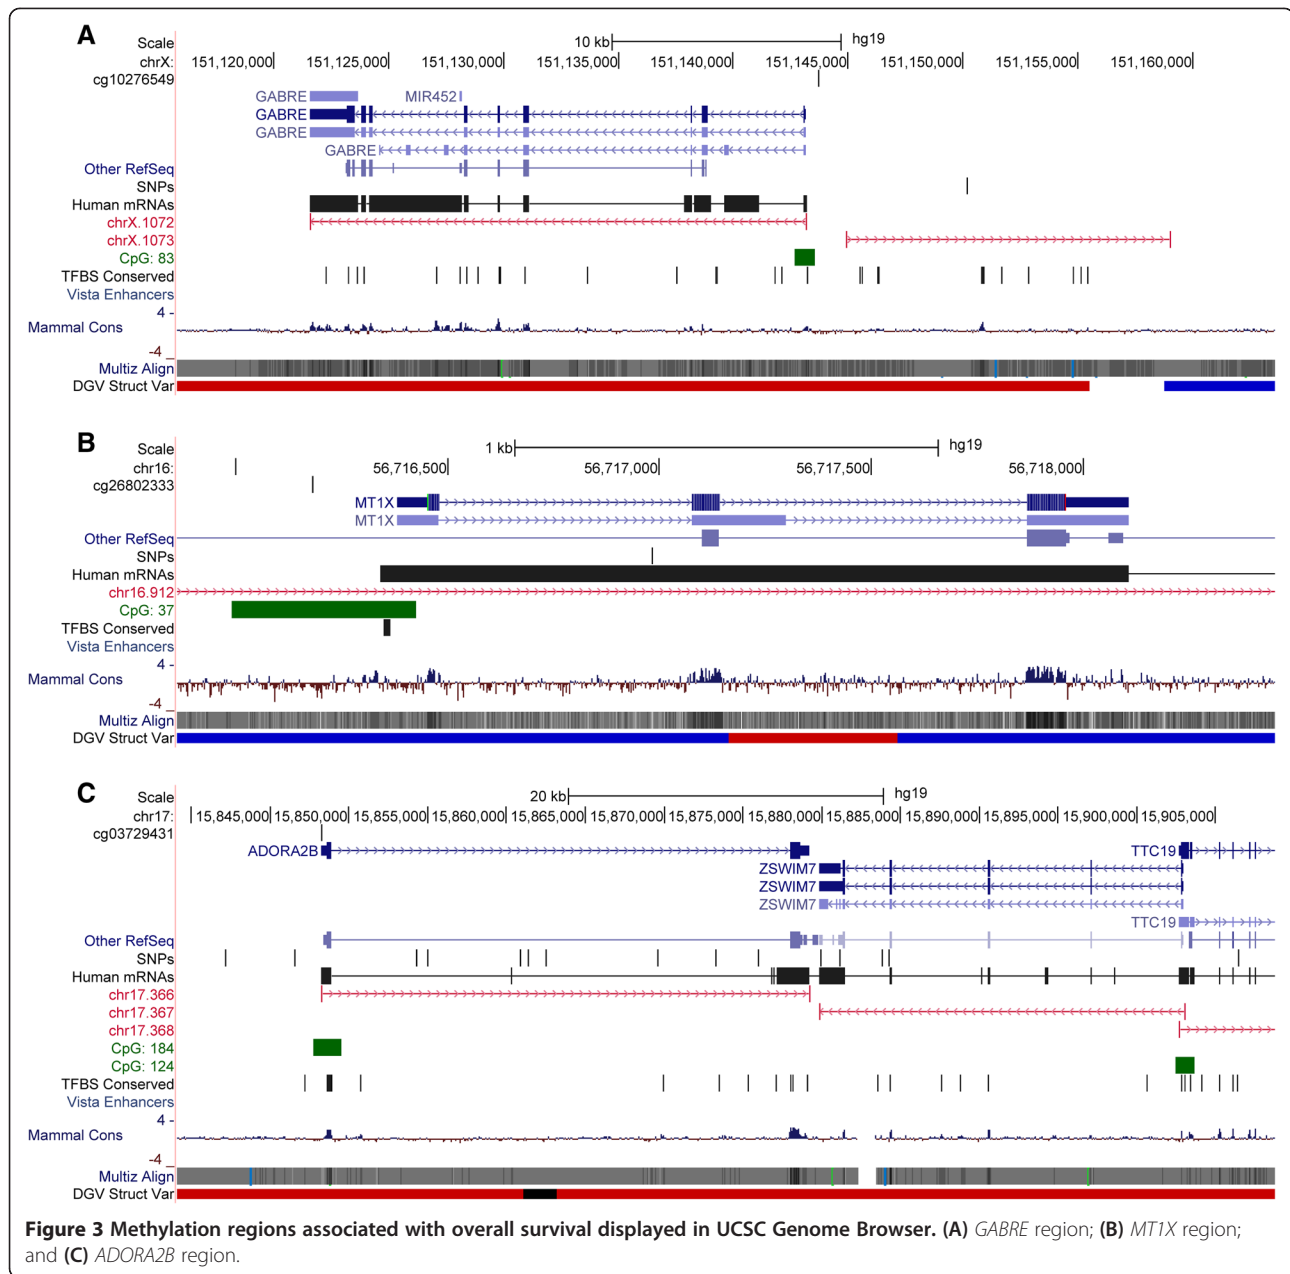 A
Scale 10 kb hg19
chrX: 151,120,000 151,125,000 151,130,000 151,135,000 151,140,000 151,145,000 151,150,000 151,155,000 151,160,000
cg10276549
GABRE MIR452
GABRE
GABRE
GABRE
Other RefSeq
SNPs
Human mRNAs
chrX.1072
chrX.1073
CpG: 83
TFBS Conserved
Vista Enhancers
4 -
Mammal Cons
-4 _
Multiz Align
DGV Struct Var
B
Scale 1 kb hg19
chr16: 56,716,500 56,717,000 56,717,500 56,718,000
cg26802333
MT1X
MT1X
Other RefSeq
SNPs
Human mRNAs
chr16.912
CpG: 37
TFBS Conserved
Vista Enhancers
4 -
Mammal Cons
-4 _
Multiz Align
DGV Struct Var
C
Scale 20 kb hg19
chr17: 15,845,000 15,850,000 15,855,000 15,860,000 15,865,000 15,870,000 15,875,000 15,880,000 15,885,000 15,890,000 15,895,000 15,900,000 15,905,000
cg03729431
ADORA2B TTC19
ZSWIM7
ZSWIM7
ZSWIM7
TTC19
Other RefSeq
SNPs
Human mRNAs
chr17.366
chr17.367
chr17.368
CpG: 184
CpG: 124
TFBS Conserved
Vista Enhancers
4 -
Mammal Cons
-4 _
Multiz Align
DGV Struct Var
Figure 3 Methylation regions associated with overall survival displayed in UCSC Genome Browser. (A) GABRE region; (B) MT1X region;
and (C) ADORA2B region.